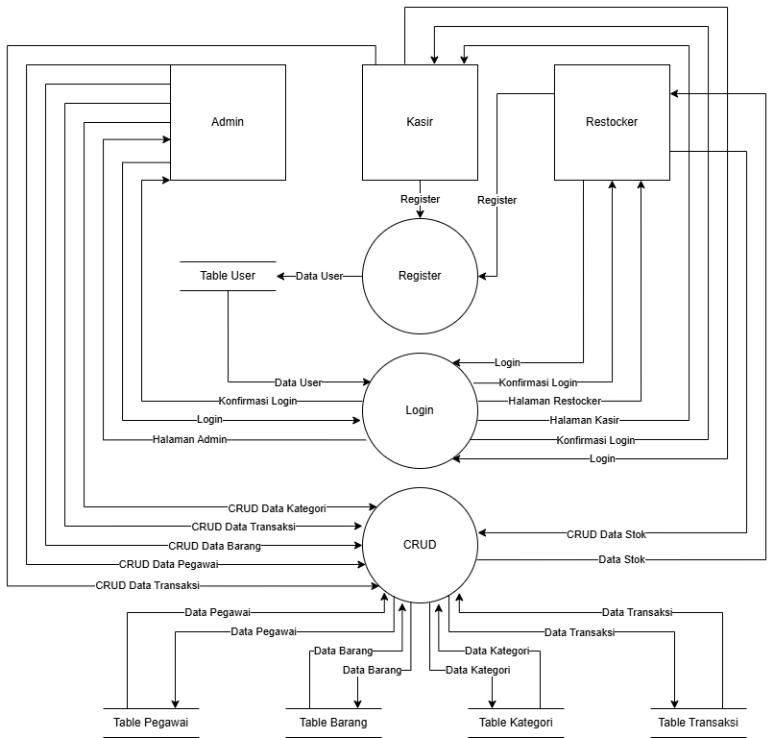 Admin
Kasir
Restocker
Register
Register
Table User
Data User
Register
Login
Data User
Konfirmasi Login
Konfirmasi Login
Halaman Restocker
Login
Login
Halaman Kasir
Halaman Admin
Konfirmasi Login
Login
CRUD Data Kategori
CRUD Data Transaksi
CRUD Data Stok
CRUD Data Barang
CRUD
Data Stok
CRUD Data Pegawai
CRUD Data Transaksi
Data Pegawai
Data Transaksi
Data Pegawai
Data Transaksi
Data Barang
Data Kategori
Data Barang
Data Kategori
Table Pegawai
Table Barang
Table Kategori
Table Transaksi